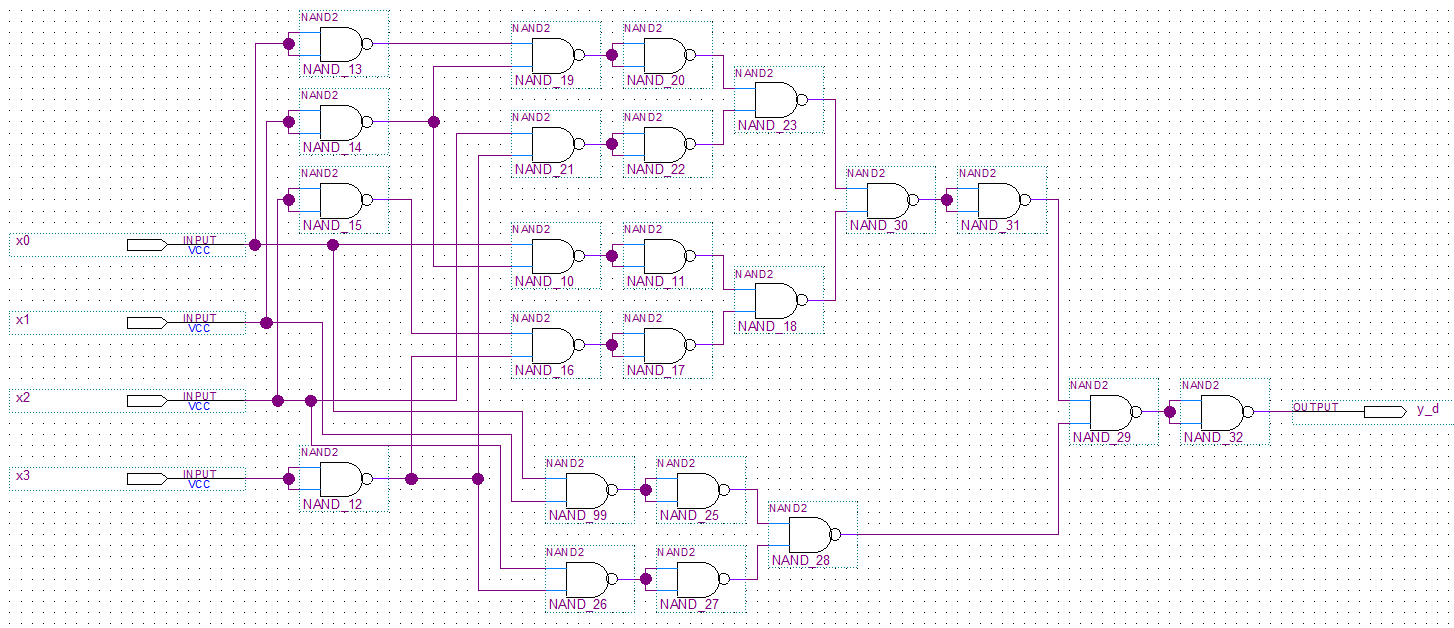 NAND2
NAND_13
NAND2
NAND_19
NAND2
NAND_20
NAND2
NAND_23
NAND2
NAND_14
NAND2
NAND_21
NAND2
NAND_22
NAND2
NAND_15
NAND2
NAND_30
NAND2
NAND_31
x0
INPUT
VCC
NAND2
NAND_10
NAND2
NAND_11
NAND2
NAND_18
x1
INPUT
VCC
NAND2
NAND_16
NAND2
NAND_17
x2
INPUT
VCC
NAND2
NAND_29
NAND2
NAND_32
OUTPUT
y_d
x3
INPUT
VCC
NAND2
NAND_12
NAND2
NAND_99
NAND2
NAND_25
NAND2
NAND_28
NAND2
NAND_26
NAND2
NAND_27